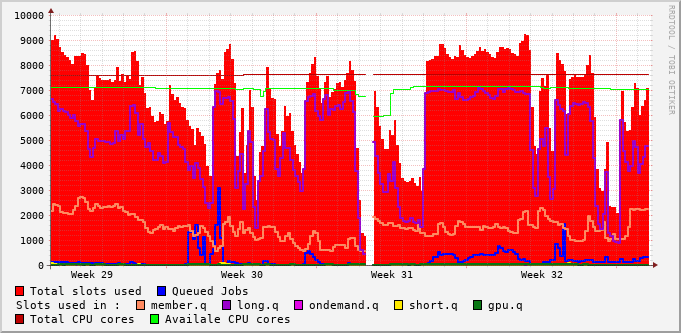 10000
9000
8000
7000
6000
5000
4000
3000
2000
1000
0
Week 29 Week 30 Week 31 Week 32
RRDTOOL / TOBI OETIKER
Total slots used Queued Jobs
Slots used in : member.q long.q ondemand.q short.q gpu.q
Total CPU cores Availale CPU cores